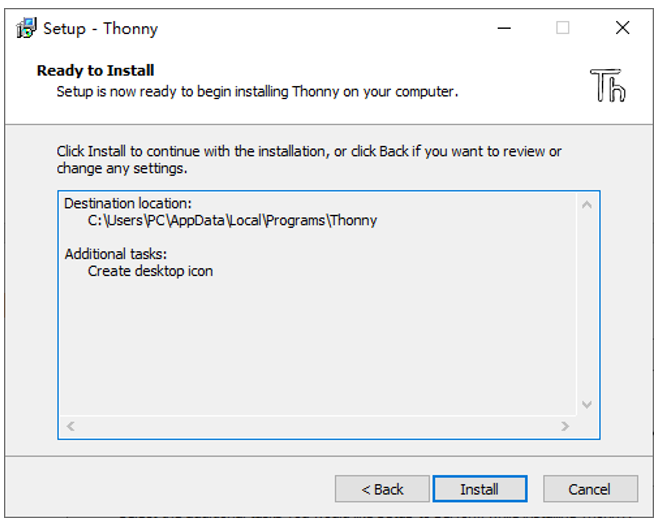 Setup - Thonny
Ready to Install
Setup is now ready to begin installing Thonny on your computer.
Th
Click Install to continue with the installation, or click Back if you want to review or
change any settings.
Destination location:
C:\Users\PC\AppData\Local\Programs\Thonny
Additional tasks:
Create desktop icon
< Back
Install
Cancel